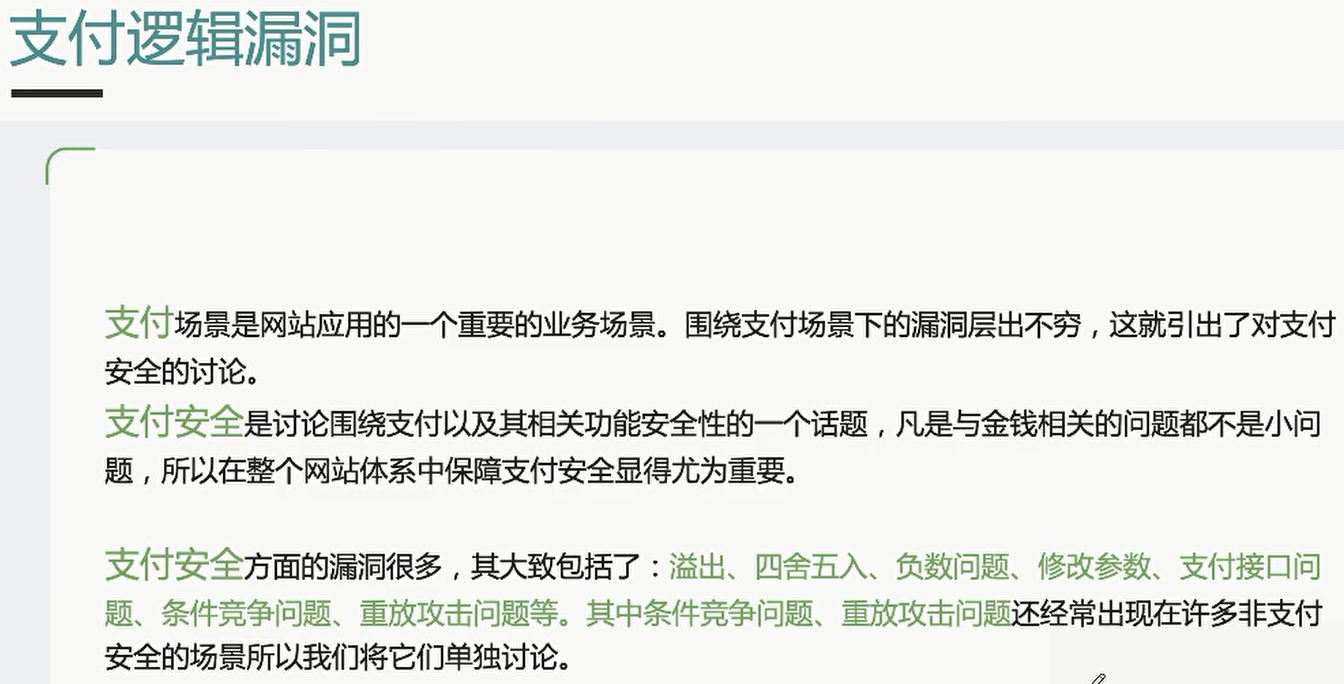 支付逻辑漏洞
支付场景是网站应用的一个重要的业务场景。围绕支付场景下的漏洞层出不穷，这就引出了对支付
安全的讨论。
支付安全是讨论围绕支付以及其相关功能安全性的一个话题，凡是与金钱相关的问题都不是小问
题，所以在整个网站体系中保障支付安全显得尤为重要。
支付安全方面的漏洞很多，其大致包括了：溢出、四舍五入、负数问题、修改参数、支付接口问
题、条件竞争问题、重放攻击问题等。其中条件竞争问题、重放攻击问题还经常出现在许多非支付
安全的场景所以我们将它们单独讨论。